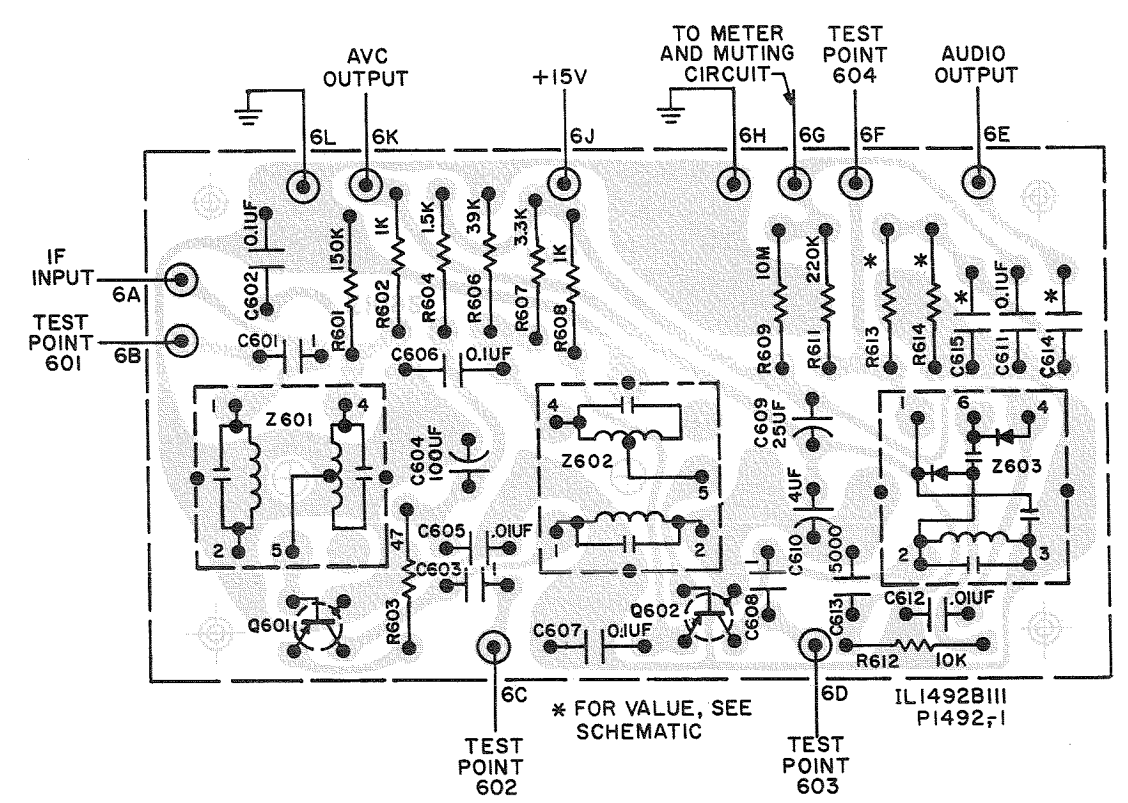 AVC
OUTPUT
+15V
TO METER
AND MUTING
CIRCUIT
TEST
POINT
604
AUDIO
OUTPUT
6L
6K
6J
6H
6G
6F
6E
IF
INPUT
6A
TEST
POINT
601
6B
0.1UF
C602
150K
R601
1K
R602
1.5K
R604
39K
R606
3.3K
R607
1K
R608
10M
R609
220K
R611
*
R613
*
R614
*
C615
0.1UF
C611
*
C614
C601
1
C606
0.1UF
1
Z601
4
2
5
C604
100UF
4
Z602
5
1
2
C609
25UF
4UF
C610
1
6
4
Z603
2
3
47
R603
C605
.01UF
C603
1
Q601
C607
0.1UF
Q602
1
C608
5000
C613
C612
.01UF
R612
10K
6C
6D
* FOR VALUE, SEE
SCHEMATIC
IL1492B111
P1492,-1
TEST
POINT
602
TEST
POINT
603